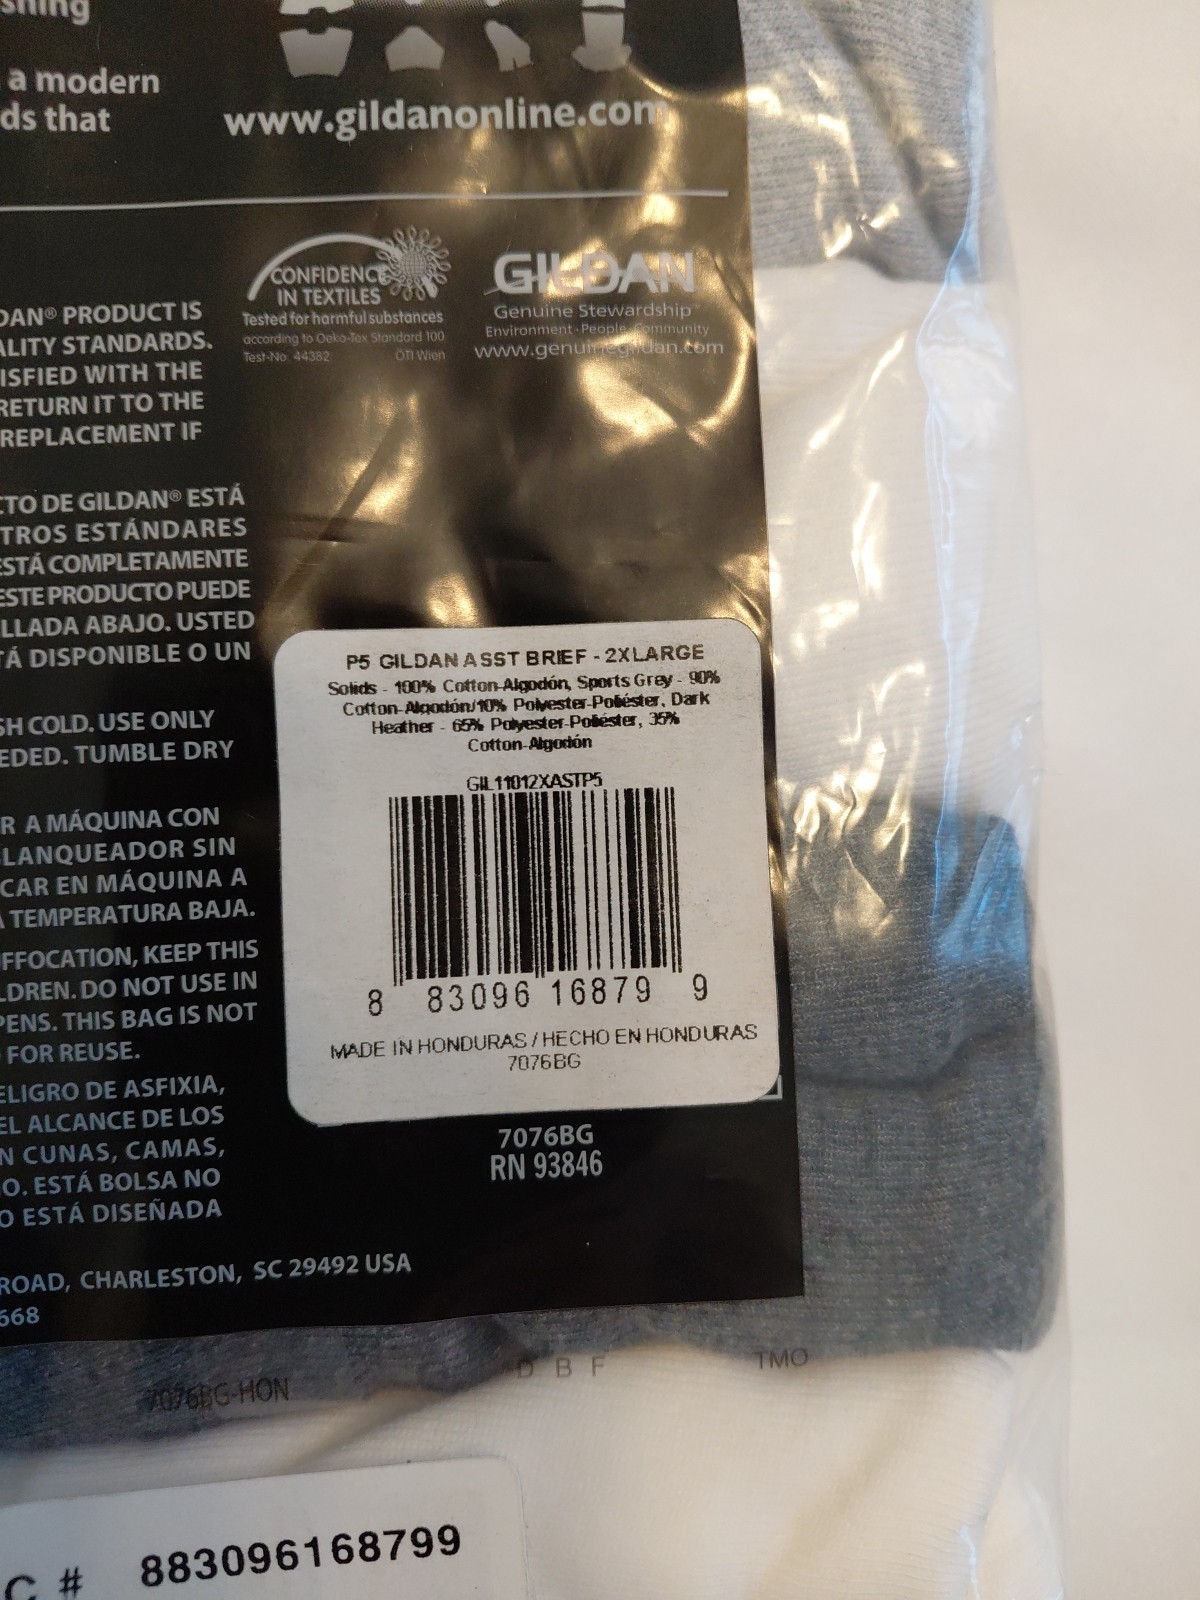 shing
a modern
ds that
www.gildanonline.com
CONFIDENCE
IN TEXTILES
Tested for harmful substances
according to Oeko-Tex Standard 100
Test-No. 44382 ÖTI Wien
GILDAN
Genuine Stewardship™
Environment · People · Community
www.genuinegildan.com
DAN® PRODUCT IS
ALITY STANDARDS.
ISFIED WITH THE
RETURN IT TO THE
REPLACEMENT IF
CTO DE GILDAN® ESTÁ
TROS ESTÁNDARES
ESTÁ COMPLETAMENTE
ESTE PRODUCTO PUEDE
LLADA ABAJO. USTED
TÁ DISPONIBLE O UN
SH COLD. USE ONLY
EDED. TUMBLE DRY
R A MÁQUINA CON
LANQUEADOR SIN
CAR EN MÁQUINA A
A TEMPERATURA BAJA.
FFOCATION, KEEP THIS
LDREN. DO NOT USE IN
PENS. THIS BAG IS NOT
FOR REUSE.
ELIGRO DE ASFIXIA,
EL ALCANCE DE LOS
N CUNAS, CAMAS,
O. ESTÁ BOLSA NO
O ESTÁ DISEÑADA
P5 GILDAN ASST BRIEF - 2XLARGE
Solids - 100% Cotton-Algodón, Sports Grey - 90%
Cotton-Algodón/10% Polyester-Poliéster, Dark
Heather - 65% Polyester-Poliéster, 35%
Cotton-Algodón
GIL11012XASTP5
8 83096 16879 9
MADE IN HONDURAS / HECHO EN HONDURAS
7076BG
7076BG
RN 93846
ROAD, CHARLESTON, SC 29492 USA
668
7076BG-HON
D B F
TMO
C # 883096168799